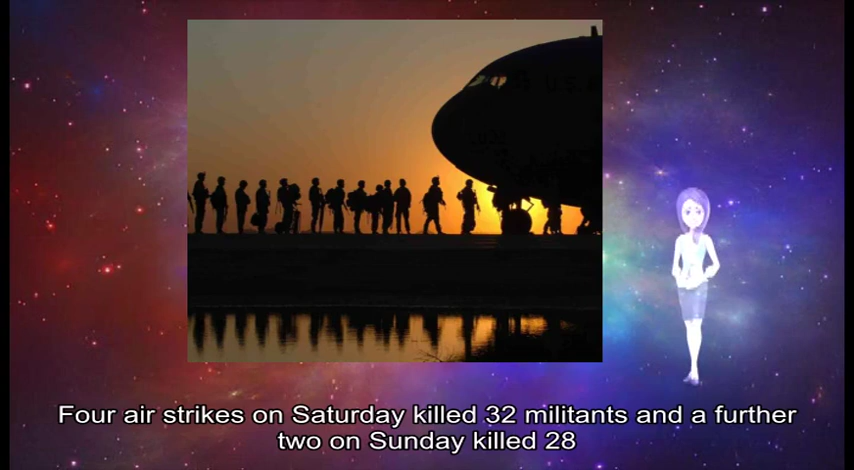 U.S.
Four air strikes on Saturday killed 32 militants and a further
two on Sunday killed 28